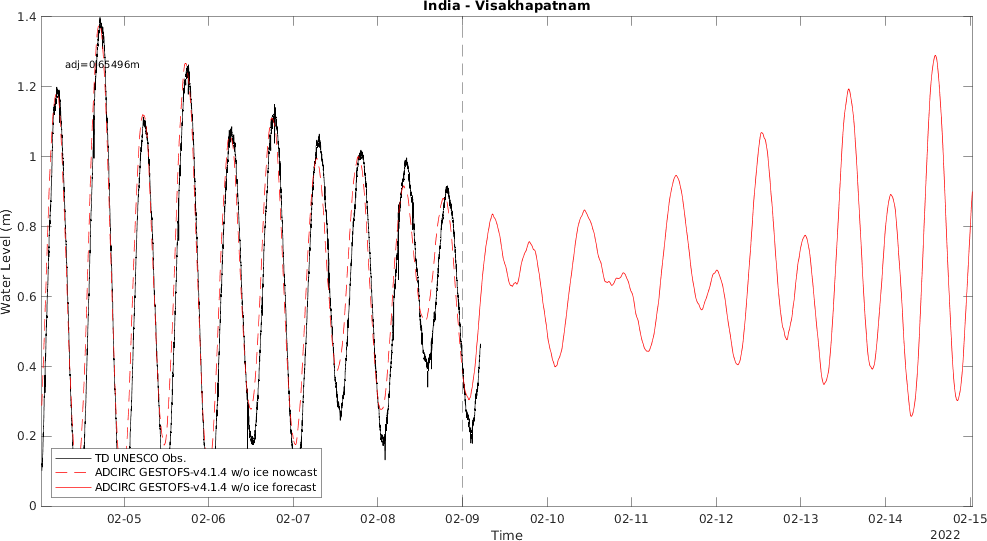 India - Visakhapatnam
1.4
1.2
1
0.8
0.6
0.4
0.2
0
Water Level (m)
adj=0.65496m
TD UNESCO Obs.
ADCIRC GESTOFS-v4.1.4 w/o ice nowcast
ADCIRC GESTOFS-v4.1.4 w/o ice forecast
02-05 02-06 02-07 02-08 02-09 02-10 02-11 02-12 02-13 02-14 02-15
Time
2022